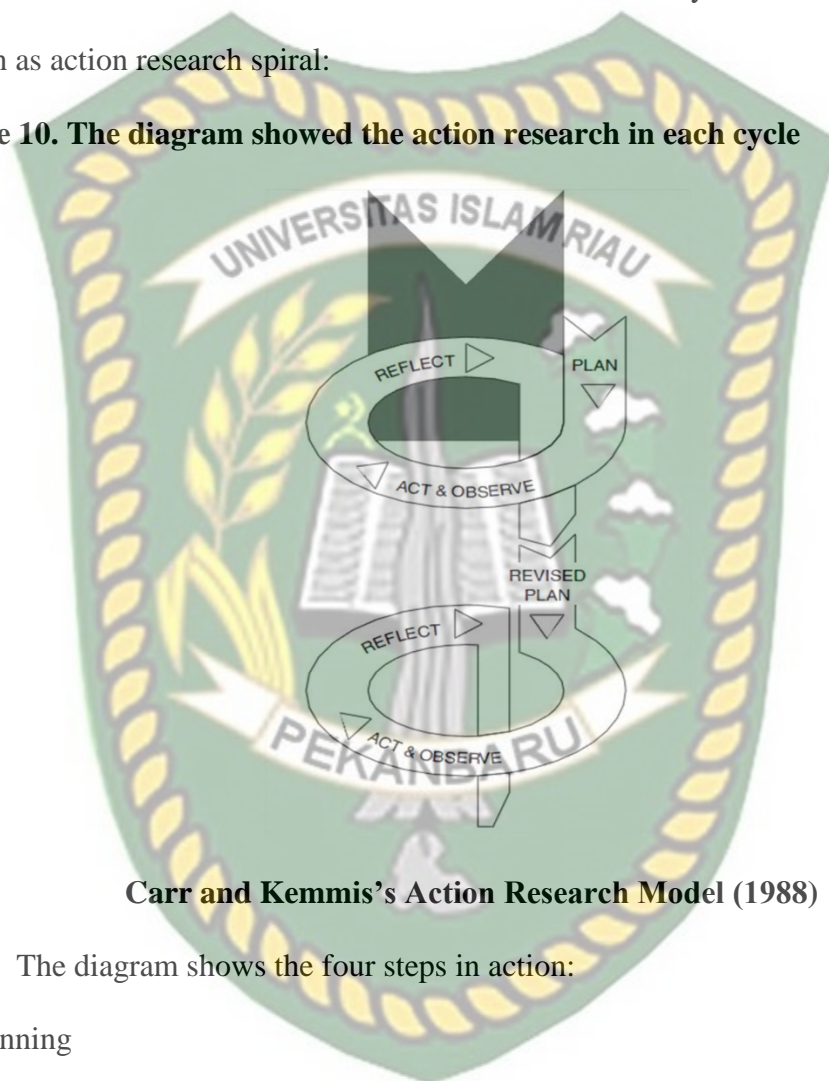 as action research spiral:
10. The diagram showed the action research in each cycle
UNIVERSITAS ISLAM RIAU
REFLECT
PLAN
ACT & OBSERVE
REVISED
PLAN
REFLECT
ACT & OBSERVE
PEKANBARU
Carr and Kemmis's Action Research Model (1988)
The diagram shows the four steps in action: